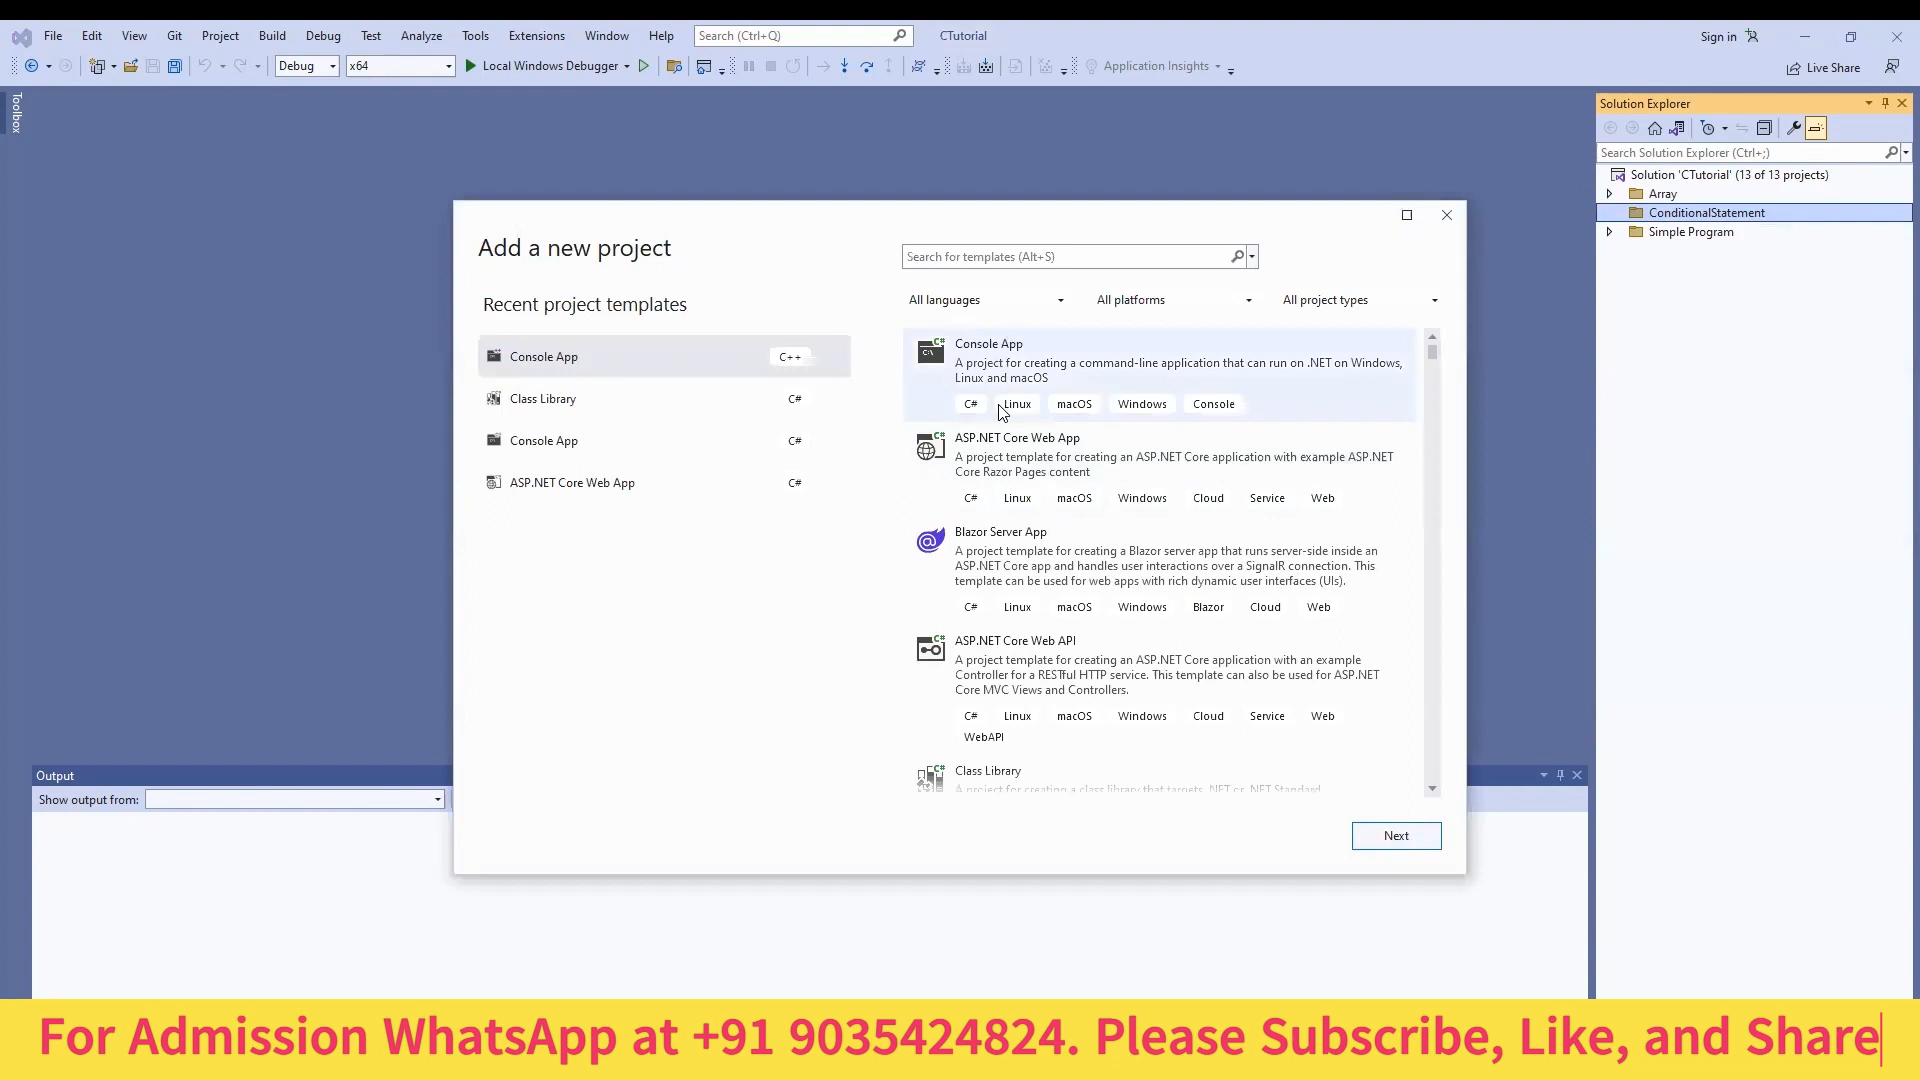 File Edit View Git Project Build Debug Test Analyze Tools Extensions Window Help Search (Ctrl+Q) CTutorial Sign in
Debug x64 Local Windows Debugger Application Insights Live Share
Toolbox
Solution Explorer
Search Solution Explorer (Ctrl+;)
Solution 'CTutorial' (13 of 13 projects)
Array
ConditionalStatement
Simple Program
Add a new project
Search for templates (Alt+S)
Recent project templates
All languages All platforms All project types
Console App C++
Class Library C#
Console App C#
ASP.NET Core Web App C#
Console App
A project for creating a command-line application that can run on .NET on Windows,
Linux and macOS
C# Linux macOS Windows Console
ASP.NET Core Web App
A project template for creating an ASP.NET Core application with example ASP.NET
Core Razor Pages content
C# Linux macOS Windows Cloud Service Web
Blazor Server App
A project template for creating a Blazor server app that runs server-side inside an
ASP.NET Core app and handles user interactions over a SignalR connection. This
template can be used for web apps with rich dynamic user interfaces (UIs).
C# Linux macOS Windows Blazor Cloud Web
ASP.NET Core Web API
A project template for creating an ASP.NET Core application with an example
Controller for a RESTful HTTP service. This template can also be used for ASP.NET
Core MVC Views and Controllers.
C# Linux macOS Windows Cloud Service Web
WebAPI
Class Library
A project for creating a class library that targets .NET or .NET Standard
Next
Output
Show output from:
For Admission WhatsApp at +91 9035424824. Please Subscribe, Like, and Share